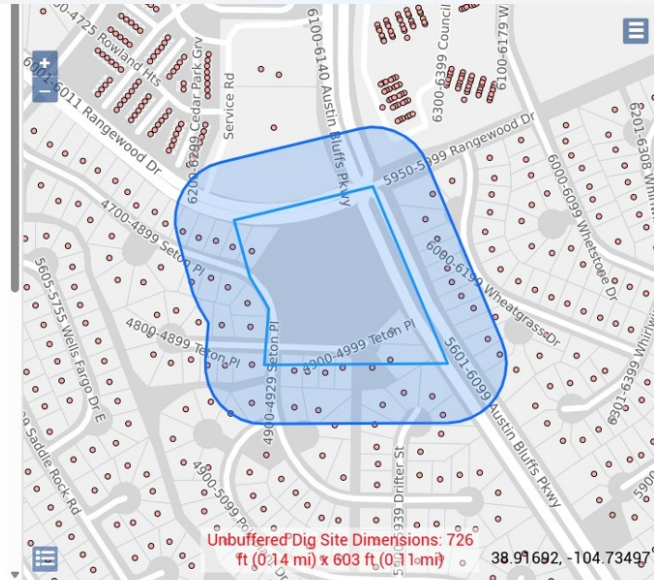 4700-4725 Rowland Hts
6001-6011 Rangewood Dr
6200-6299 Cedar Park Grv
Service Rd
6100-6140 Austin Bluffs Pkwy
6300-6399 Council
6100-6179 W
5950-5999 Rangewood Dr
6201-6308 Whirlwin
6000-6099 Whetstone Dr
4700-4899 Seton Pl
6000-6199 Wheatgrass Dr
5605-5755 Wells Fargo Dr E
4800-4899 Teton Pl
4900-4999 Teton Pl
4900-4929 Seton Pl
5601-6099 Austin Bluffs Pkwy
6301-6399 Whirlwin
Saddle Rock Rd
4900-5099
Drifter St
5900
Unbuffered Dig Site Dimensions: 726
ft (0.14 mi) x 603 ft (0.11 mi)
38.91692, -104.73497°